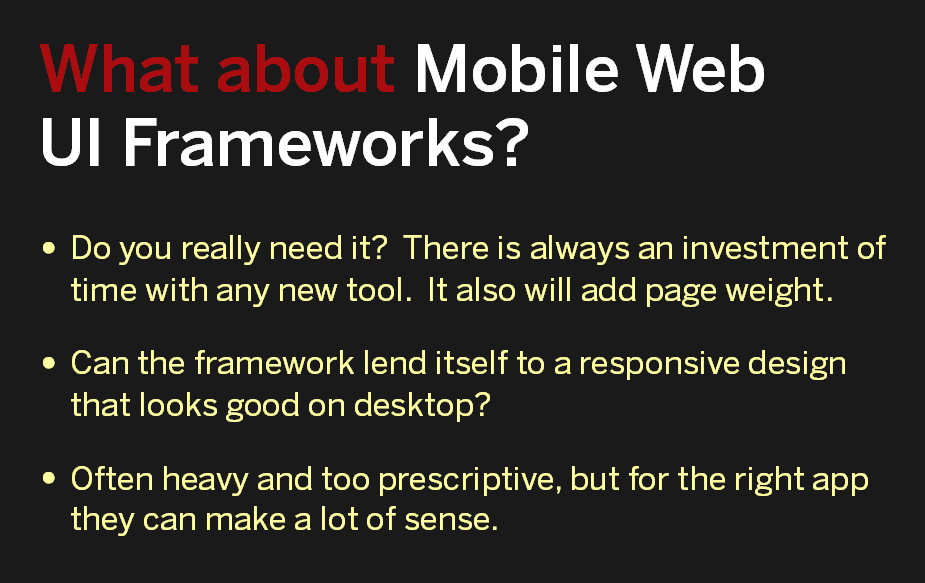 What about Mobile Web
UI Frameworks?
• Do you really need it?  There is always an investment of
time with any new tool.  It also will add page weight.
• Can the framework lend itself to a responsive design
that looks good on desktop?
• Often heavy and too prescriptive, but for the right app
they can make a lot of sense.